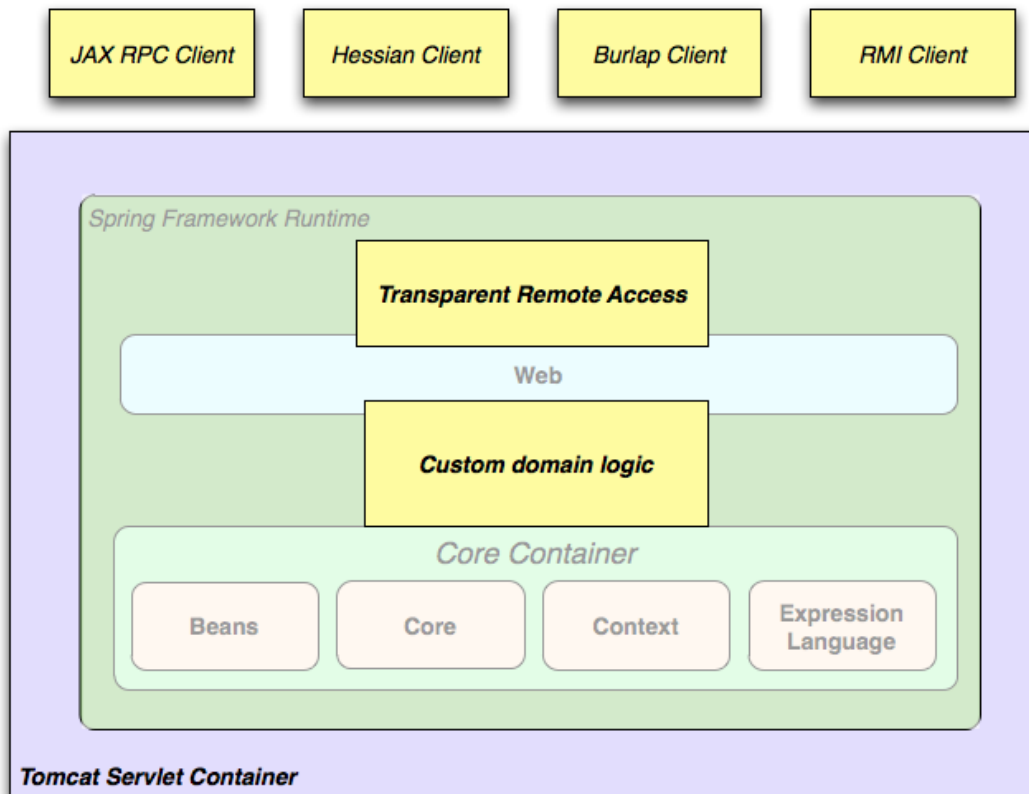 JAX RPC Client
Hessian Client
Burlap Client
RMI Client
Spring Framework Runtime
Transparent Remote Access
Web
Custom domain logic
Core Container
Beans
Core
Context
Expression
Language
Tomcat Servlet Container